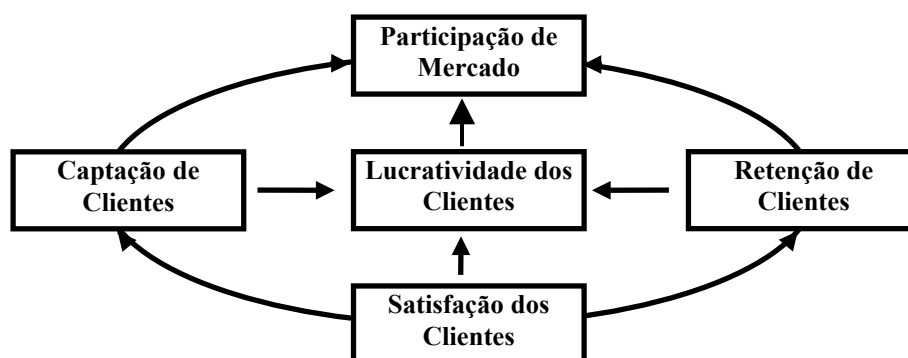 Participação de
Mercado
Captação de
Clientes
Lucratividade dos
Clientes
Retenção de
Clientes
Satisfação dos
Clientes